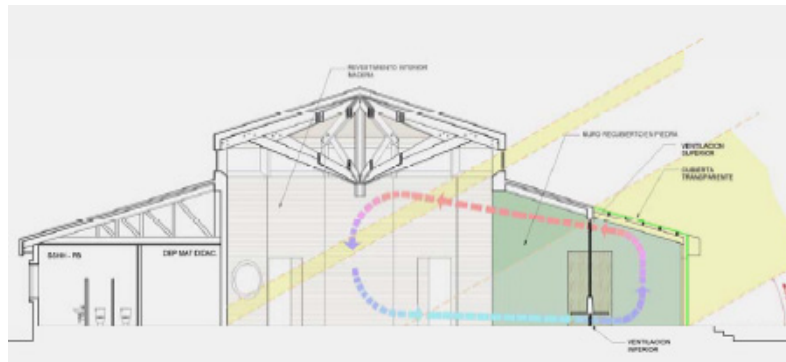 REVESTIMIENTO INTERIOR
MADERA
MURO RECUBIERTO EN PIEDRA
VENTILACION
SUPERIOR
CUBIERTA
TRANSPARENTE
SSHH - PB
DEP MAT DIDAC.
VENTILACION
INFERIOR